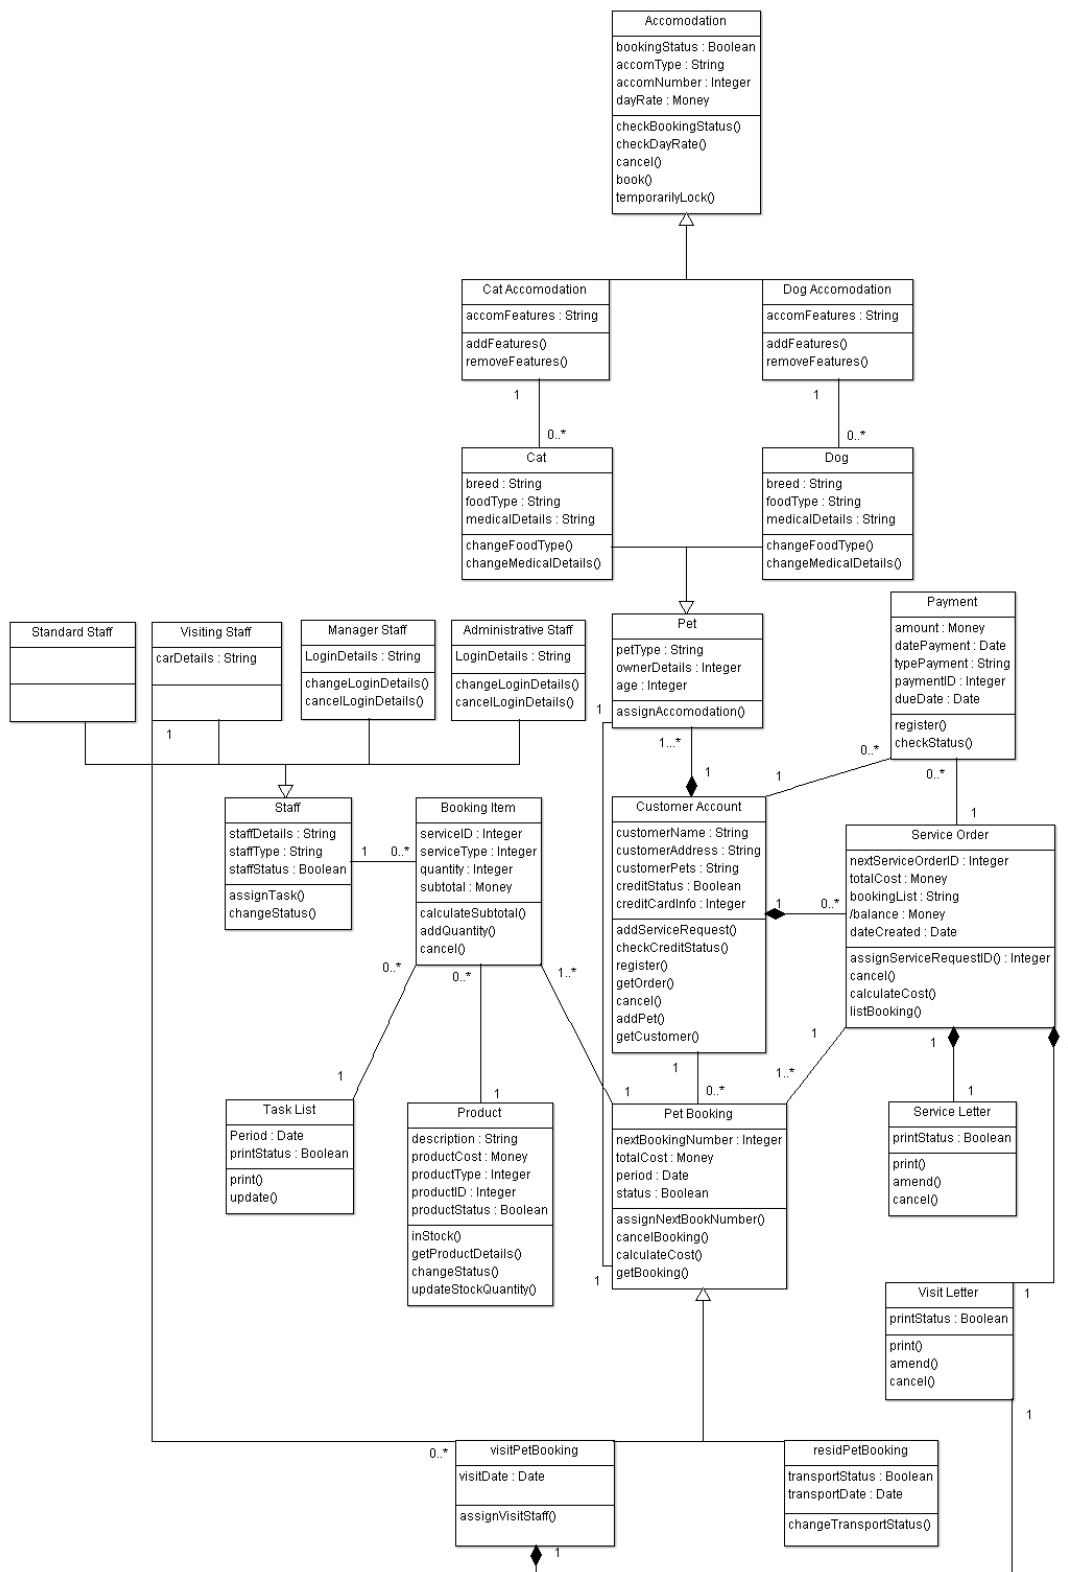 Accomodation
bookingStatus : Boolean
accomType : String
accomNumber : Integer
dayRate : Money
checkBookingStatus()
checkDayRate()
cancel()
book()
temporarilyLock()
Cat Accomodation
accomFeatures : String
addFeatures()
removeFeatures()
Dog Accomodation
accomFeatures : String
addFeatures()
removeFeatures()
1
1
0..*
0..*
Cat
breed : String
foodType : String
medicalDetails : String
changeFoodType()
changeMedicalDetails()
Dog
breed : String
foodType : String
medicalDetails : String
changeFoodType()
changeMedicalDetails()
Standard Staff
Visiting Staff
carDetails : String
1
Manager Staff
LoginDetails : String
changeLoginDetails()
cancelLoginDetails()
Administrative Staff
LoginDetails : String
changeLoginDetails()
cancelLoginDetails()
Pet
petType : String
ownerDetails : Integer
age : Integer
assignAccomodation()
1
1...*
1
Payment
amount : Money
datePayment : Date
typePayment : String
paymentID : Integer
dueDate : Date
register()
checkStatus()
0..*
1
0..*
1
Staff
staffDetails : String
staffType : String
staffStatus : Boolean
assignTask()
changeStatus()
1
0..*
Booking Item
serviceID : Integer
serviceType : Integer
quantity : Integer
subtotal : Money
calculateSubtotal()
addQuantity()
cancel()
0..*
0..*
1..*
Customer Account
customerName : String
customerAddress : String
customerPets : String
creditStatus : Boolean
creditCardInfo : Integer
addServiceRequest()
checkCreditStatus()
register()
getOrder()
cancel()
addPet()
getCustomer()
1
0..*
Service Order
nextServiceOrderID : Integer
totalCost : Money
bookingList : String
/balance : Money
dateCreated : Date
assignServiceRequestID() : Integer
cancel()
calculateCost()
listBooking()
1
1
1
1..*
1
0..*
1
1
1
1
Task List
Period : Date
printStatus : Boolean
print()
update()
Product
description : String
productCost : Money
productType : Integer
productID : Integer
productStatus : Boolean
inStock()
getProductDetails()
changeStatus()
updateStockQuantity()
Pet Booking
nextBookingNumber : Integer
totalCost : Money
period : Date
status : Boolean
assignNextBookNumber()
cancelBooking()
calculateCost()
getBooking()
1
Service Letter
printStatus : Boolean
print()
amend()
cancel()
Visit Letter
printStatus : Boolean
print()
amend()
cancel()
1
1
0..*
visitPetBooking
visitDate : Date
assignVisitStaff()
1
residPetBooking
transportStatus : Boolean
transportDate : Date
changeTransportStatus()